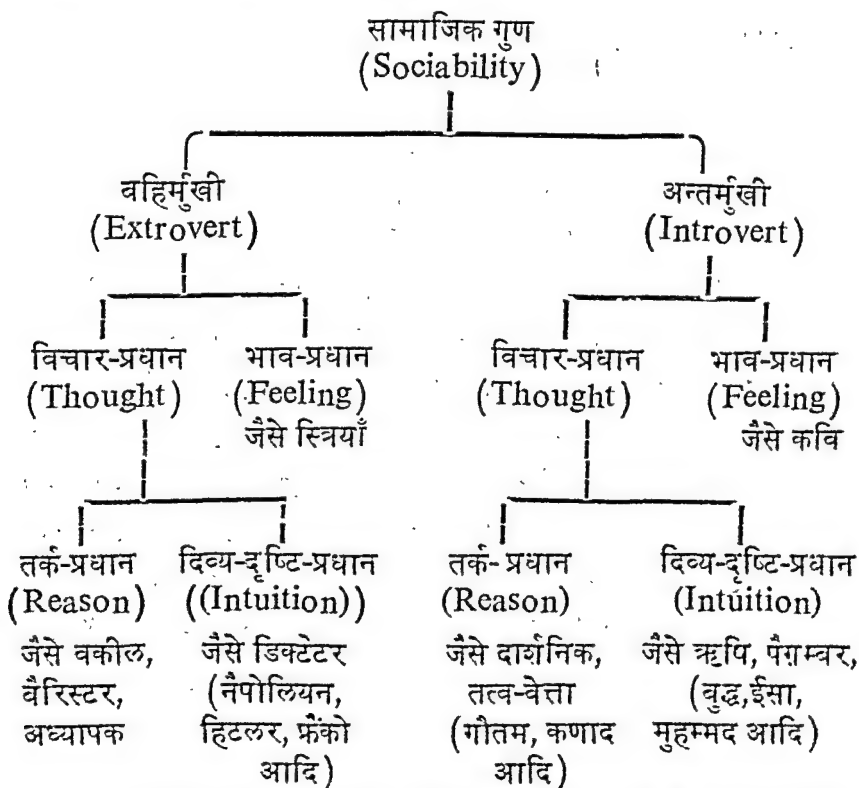 सामाजिक गुण
(Sociability)
वहिर्मुखी
(Extrovert)
अन्तर्मुखी
(Introvert)
विचार-प्रधान
(Thought)
भाव-प्रधान
(Feeling)
जैसे स्त्रियाँ
विचार-प्रधान
(Thought)
भाव-प्रधान
(Feeling)
जैसे कवि
तर्क-प्रधान
(Reason)
जैसे वकील,
वैरिस्टर,
अध्यापक
दिव्य-दृष्टि-प्रधान
((Intuition))
जैसे डिक्टेटर
(नैपोलियन,
हिटलर, फ्रेंको
आदि)
तर्क-प्रधान
(Reason)
जैसे दार्शनिक,
तत्व-वेत्ता
(गौतम, कणाद
आदि)
दिव्य-दृष्टि-प्रधान
(Intuition)
जैसे ऋषि, पैग़म्वर,
(वुद्ध,ईसा,
मुहम्मद आदि)